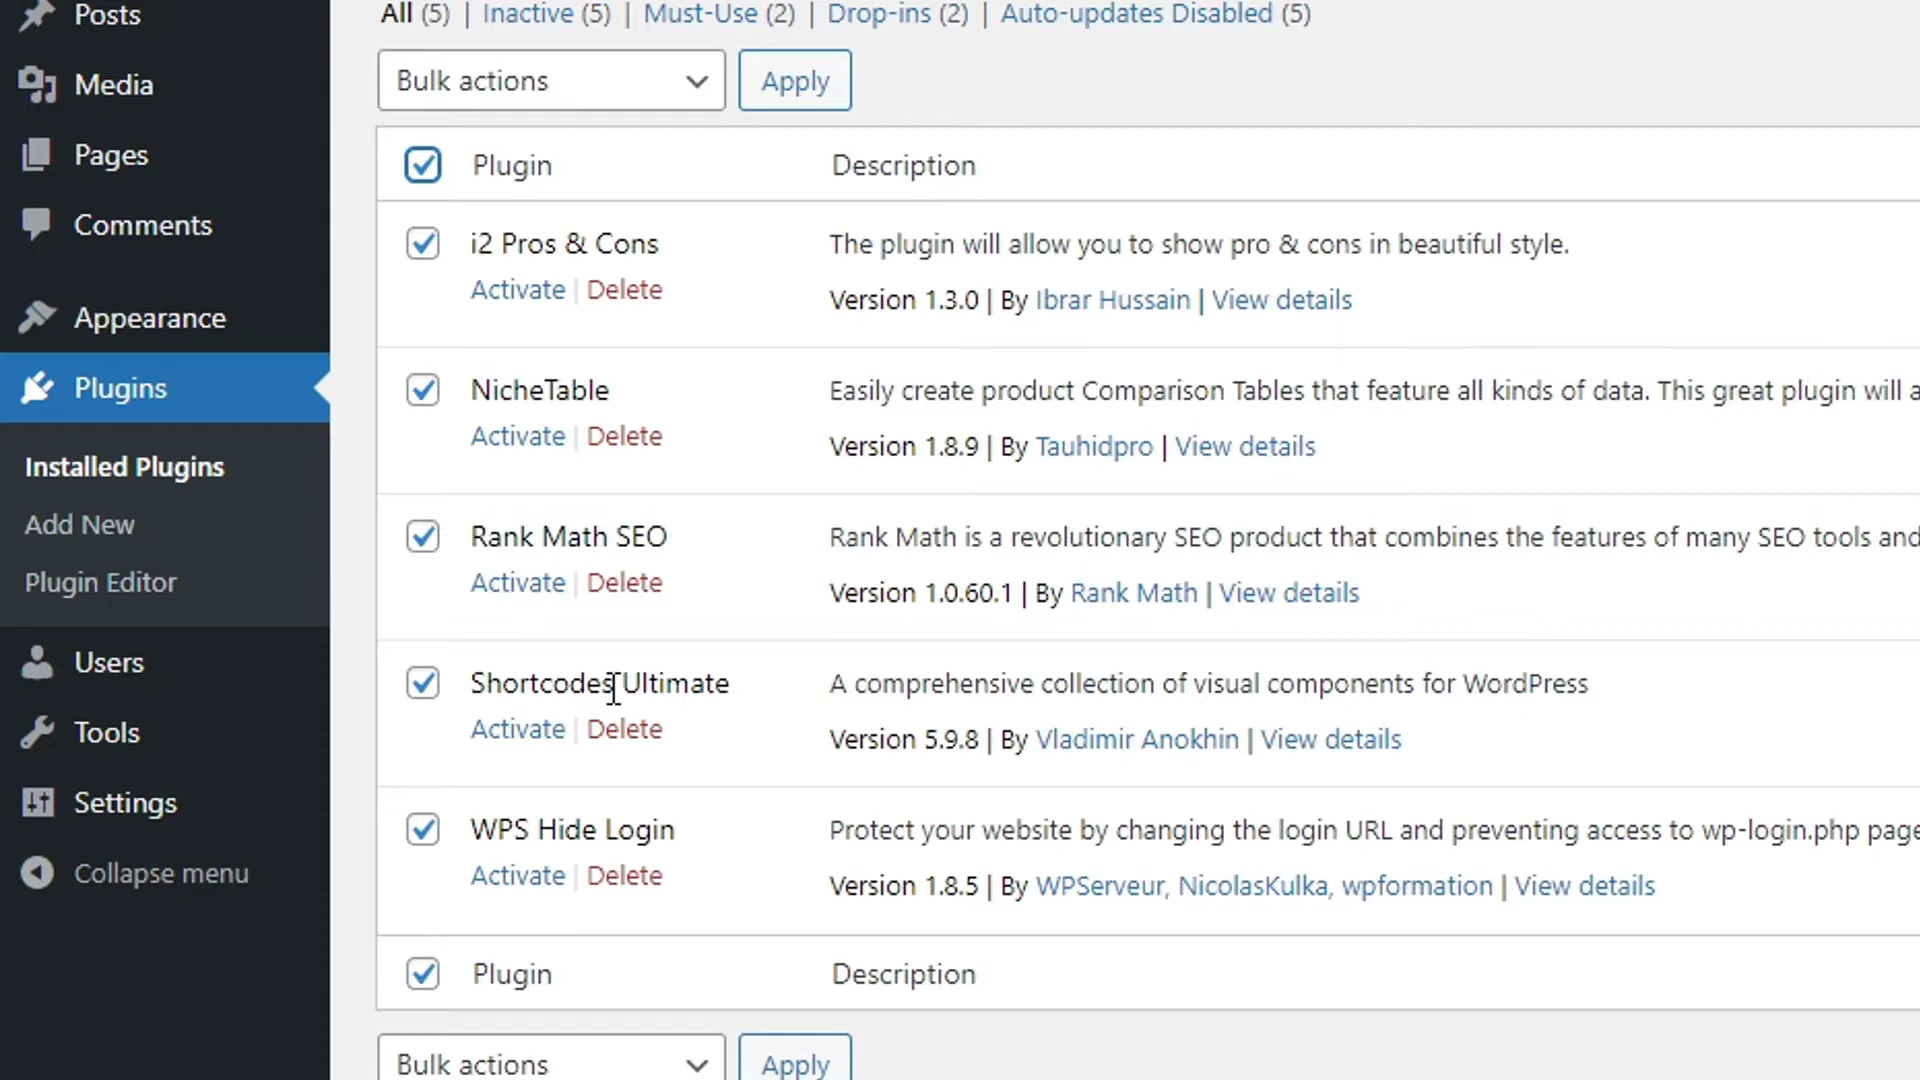 Posts
Media
Pages
Comments
Appearance
Plugins
Installed Plugins
Add New
Plugin Editor
Users
Tools
Settings
Collapse menu
All (5) | Inactive (5) | Must-Use (2) | Drop-ins (2) | Auto-updates Disabled (5)
Bulk actions Apply
Plugin Description
i2 Pros & Cons The plugin will allow you to show pro & cons in beautiful style.
Activate | Delete Version 1.3.0 | By Ibrar Hussain | View details
NicheTable Easily create product Comparison Tables that feature all kinds of data. This great plugin will
Activate | Delete Version 1.8.9 | By Tauhidpro | View details
Rank Math SEO Rank Math is a revolutionary SEO product that combines the features of many SEO tools and
Activate | Delete Version 1.0.60.1 | By Rank Math | View details
Shortcodes Ultimate A comprehensive collection of visual components for WordPress
Activate | Delete Version 5.9.8 | By Vladimir Anokhin | View details
WPS Hide Login Protect your website by changing the login URL and preventing access to wp-login.php page
Activate | Delete Version 1.8.5 | By WPServeur, NicolasKulka, wpformation | View details
Plugin Description
Bulk actions Apply